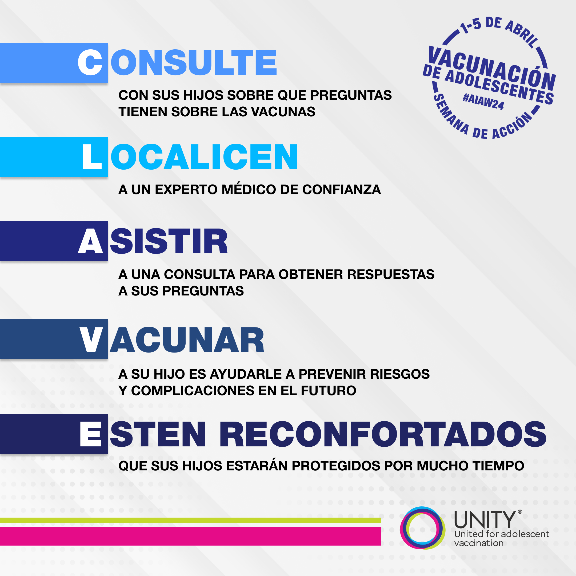 CONSULTE
CON SUS HIJOS SOBRE QUE PREGUNTAS
TIENEN SOBRE LAS VACUNAS
1-5 DE ABRIL
VACUNACIÓN
DE ADOLESCENTES
#AIAW24
SEMANA DE ACCIÓN
LOCALICEN
A UN EXPERTO MÉDICO DE CONFIANZA
ASISTIR
A UNA CONSULTA PARA OBTENER RESPUESTAS
A SUS PREGUNTAS
VACUNAR
A SU HIJO ES AYUDARLE A PREVENIR RIESGOS
Y COMPLICACIONES EN EL FUTURO
ESTEN RECONFORTADOS
QUE SUS HIJOS ESTARÁN PROTEGIDOS POR MUCHO TIEMPO
UNITY®
United for adolescent
vaccination